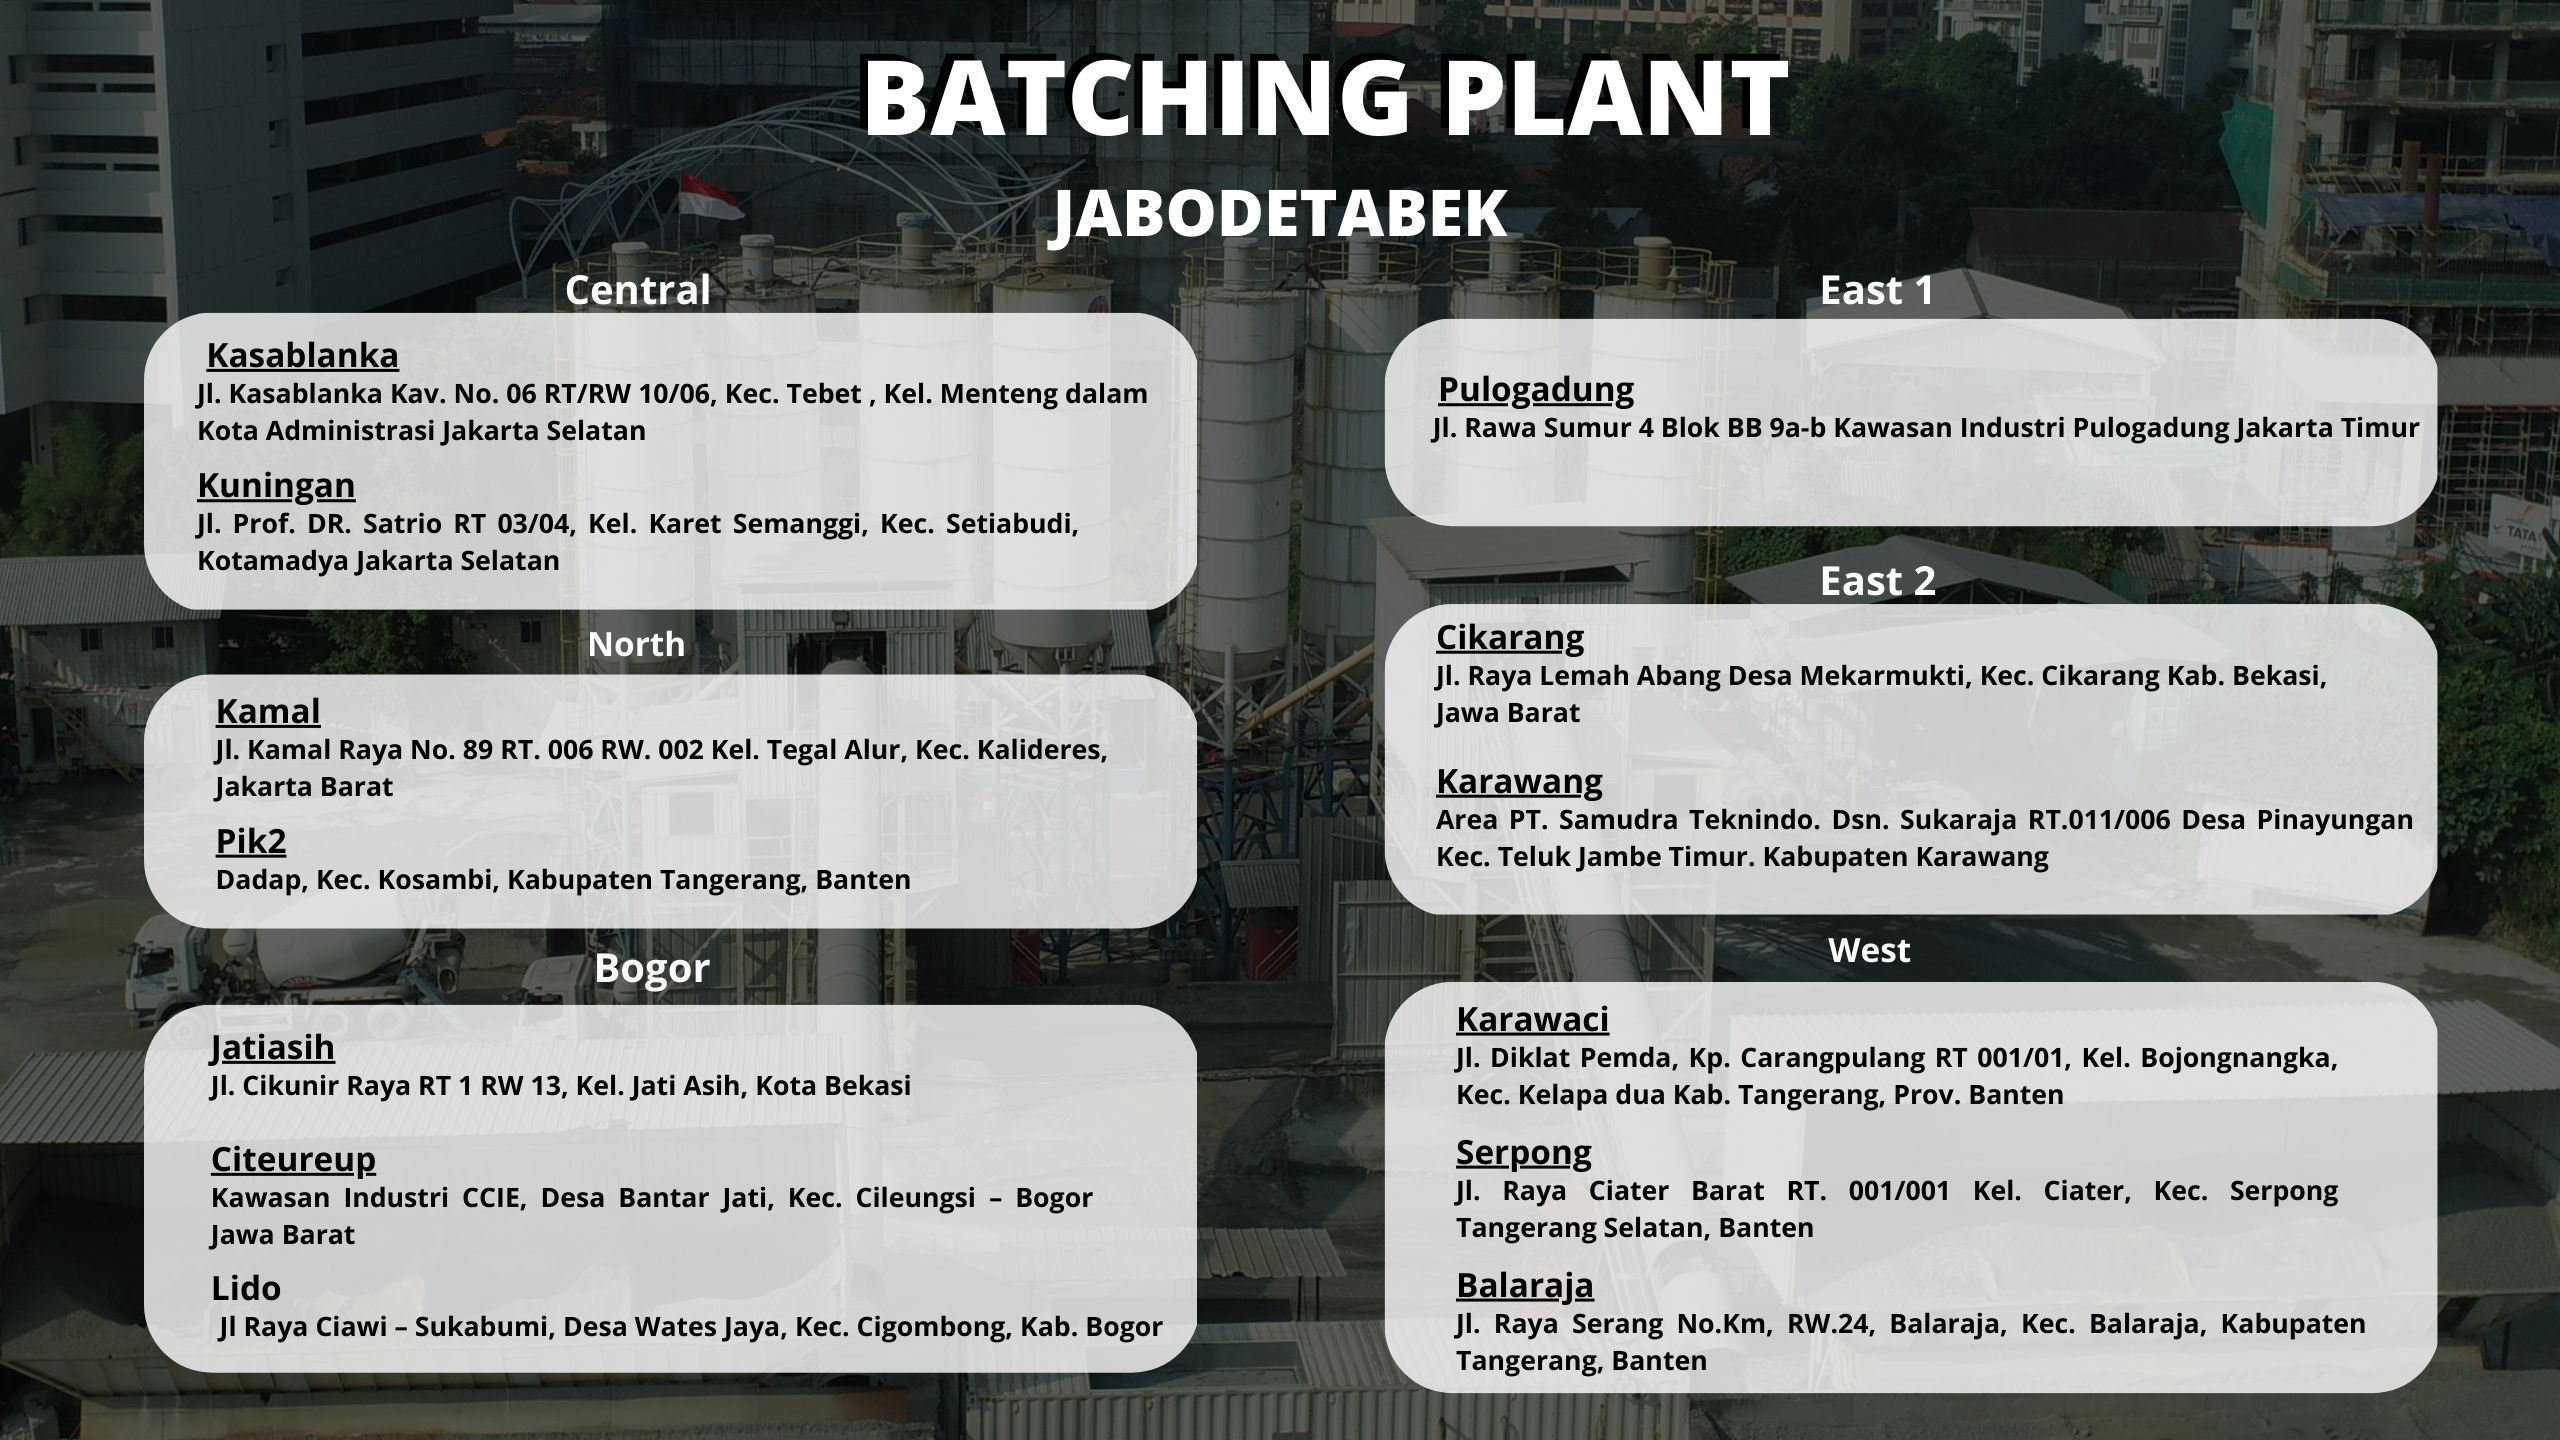 BATCHING PLANT
JABODETABEK
Central
Kasablanka
Jl. Kasablanka Kav. No. 06 RT/RW 10/06, Kec. Tebet , Kel. Menteng dalam
Kota Administrasi Jakarta Selatan
Kuningan
Jl. Prof. DR. Satrio RT 03/04, Kel. Karet Semanggi, Kec. Setiabudi,
Kotamadya Jakarta Selatan
North
Kamal
Jl. Kamal Raya No. 89 RT. 006 RW. 002 Kel. Tegal Alur, Kec. Kalideres,
Jakarta Barat
Pik2
Dadap, Kec. Kosambi, Kabupaten Tangerang, Banten
Bogor
Jatiasih
Jl. Cikunir Raya RT 1 RW 13, Kel. Jati Asih, Kota Bekasi
Citeureup
Kawasan Industri CCIE, Desa Bantar Jati, Kec. Cileungsi – Bogor
Jawa Barat
Lido
Jl Raya Ciawi – Sukabumi, Desa Wates Jaya, Kec. Cigombong, Kab. Bogor
East 1
Pulogadung
Jl. Rawa Sumur 4 Blok BB 9a-b Kawasan Industri Pulogadung Jakarta Timur
East 2
Cikarang
Jl. Raya Lemah Abang Desa Mekarmukti, Kec. Cikarang Kab. Bekasi,
Jawa Barat
Karawang
Area PT. Samudra Teknindo. Dsn. Sukaraja RT.011/006 Desa Pinayungan
Kec. Teluk Jambe Timur. Kabupaten Karawang
West
Karawaci
Jl. Diklat Pemda, Kp. Carangpulang RT 001/01, Kel. Bojongnangka,
Kec. Kelapa dua Kab. Tangerang, Prov. Banten
Serpong
Jl. Raya Ciater Barat RT. 001/001 Kel. Ciater, Kec. Serpong
Tangerang Selatan, Banten
Balaraja
Jl. Raya Serang No.Km, RW.24, Balaraja, Kec. Balaraja, Kabupaten
Tangerang, Banten
TATA